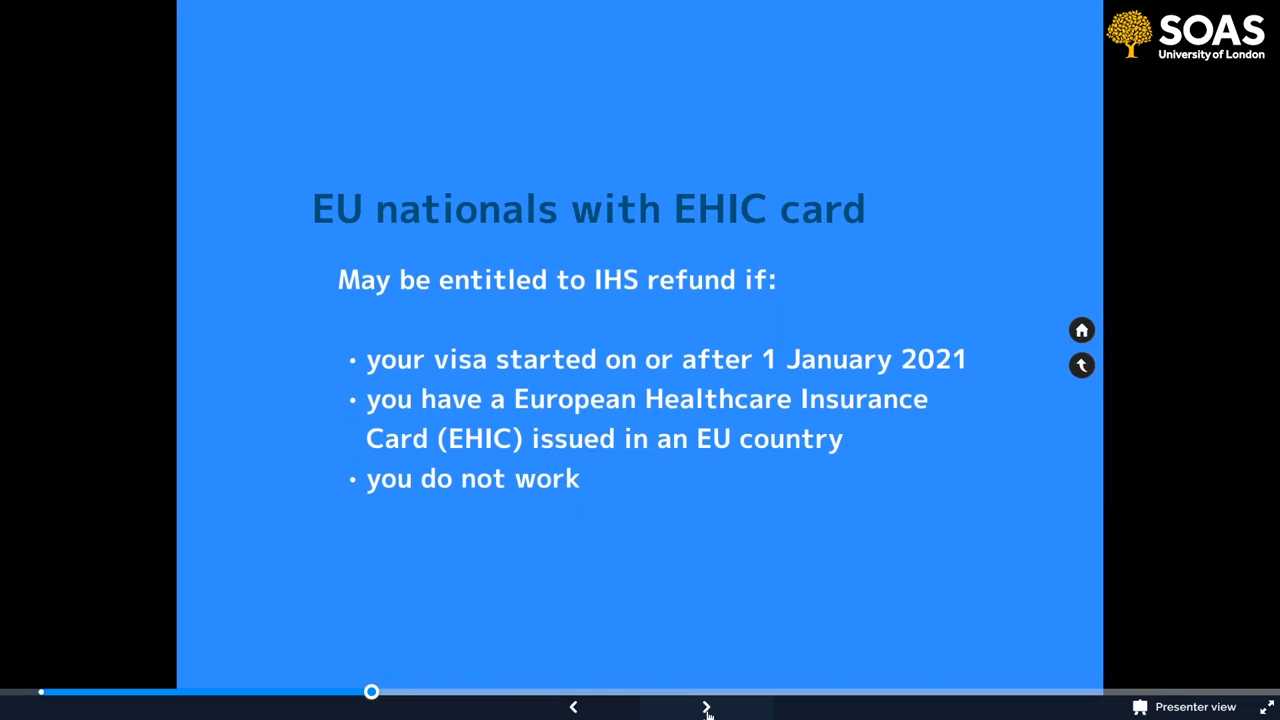 SOAS
University of London
EU nationals with EHIC card
May be entitled to IHS refund if:
• your visa started on or after 1 January 2021
• you have a European Healthcare Insurance
Card (EHIC) issued in an EU country
• you do not work
Presenter view